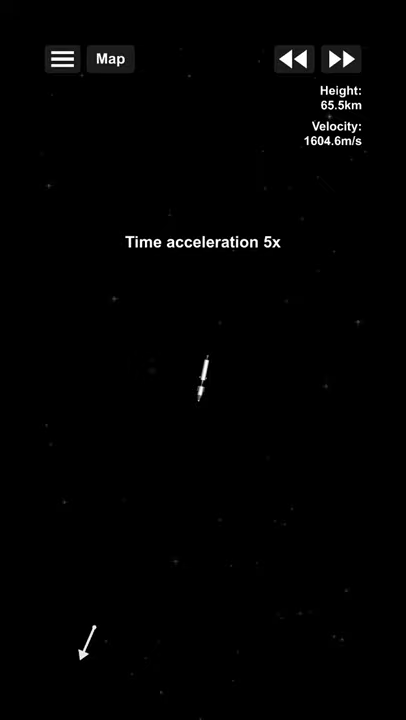 Map
Height:
65.5km
Velocity:
1604.6m/s
Time acceleration 5x